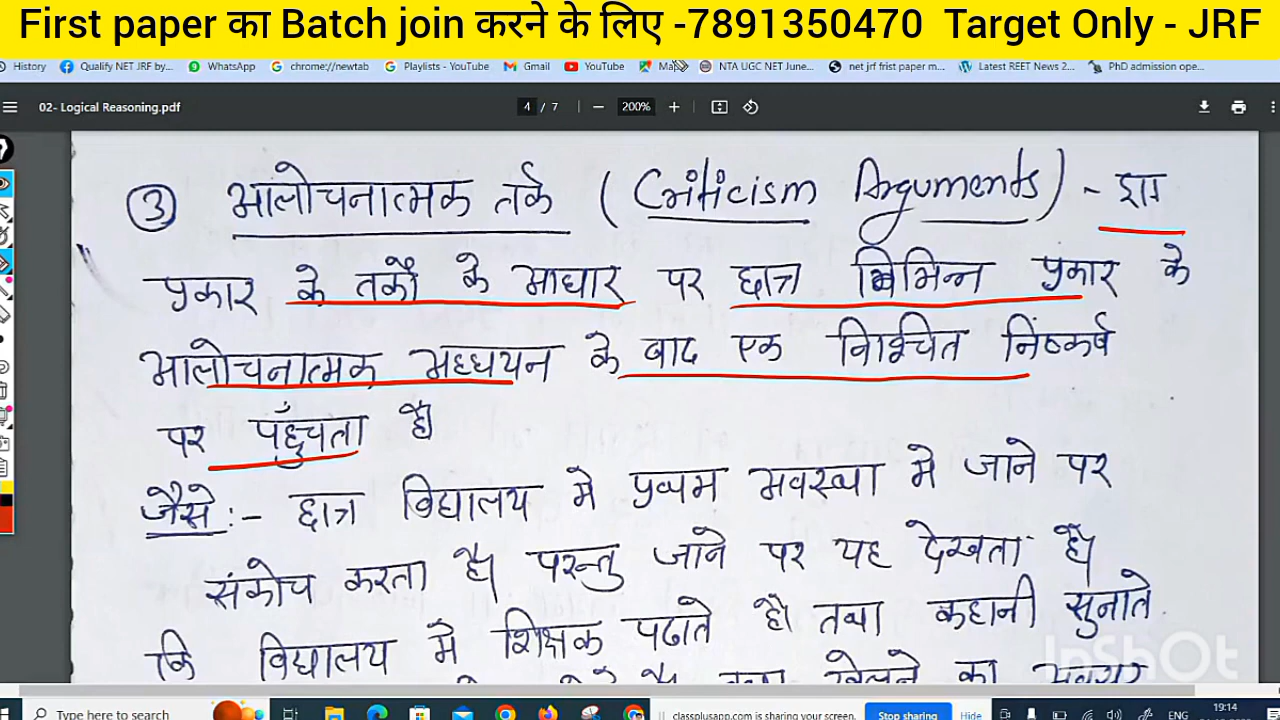 First paper का Batch join करने के लिए -7891350470 Target Only - JRF
History Qualify NET JRF by... WhatsApp chrome://newtab Playlists - YouTube Gmail YouTube Maps NTA UGC NET June... net jrf frist paper m... Latest REET News 2... PhD admission ope...
02- Logical Reasoning.pdf 4 / 7 200%
③ आलोचनात्मक तर्क (Criticism Arguments) - इस
प्रकार के तर्कों के आधार पर छात्र विभिन्न प्रकार के
आलोचनात्मक अध्ययन के बाद एक निश्चित निष्कर्ष
पर पहुँचता है।
जैसे:- छात्र विद्यालय मे प्रथम अवस्था मे जाने पर
संकोच करता है। परन्तु जाने पर यह देखता है।
कि विद्यालय मै शिक्षक पढाते है। तथा कहानी सुनाते
InShOt
Type here to search
classplusapp.com is sharing your screen. Stop sharing Hide
ENG
19:14